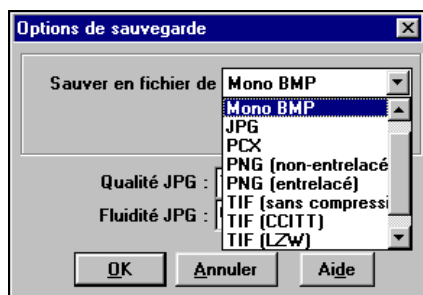 Options de sauvegarde
Sauver en fichier de Mono BMP
Mono BMP
JPG
PCX
PNG (non-entrelacé
PNG (entrelacé)
TIF (sans compressi
TIF (CCITT)
TIF (LZW)
Qualité JPG :
Fluidité JPG :
OK Annuler Aide